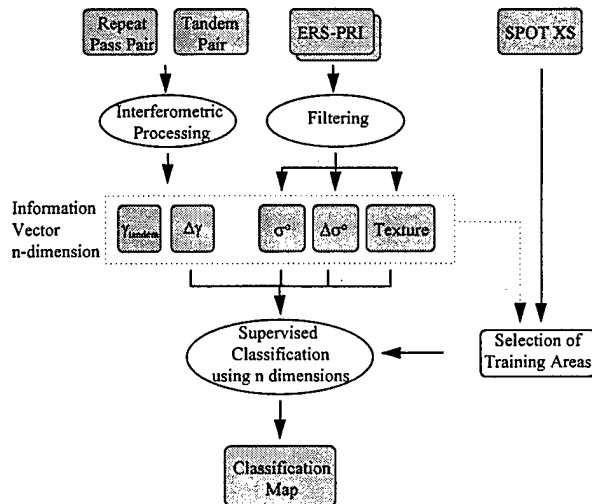 Repeat
Pass Pair
Tandem
Pair
ERS-PRI
SPOT XS
Interferometric
Processing
Filtering
Information
Vector
n-dimension
γtandem
Δγ
σ°
Δσ°
Texture
Supervised
Classification
using n dimensions
Selection of
Training Areas
Classification
Map